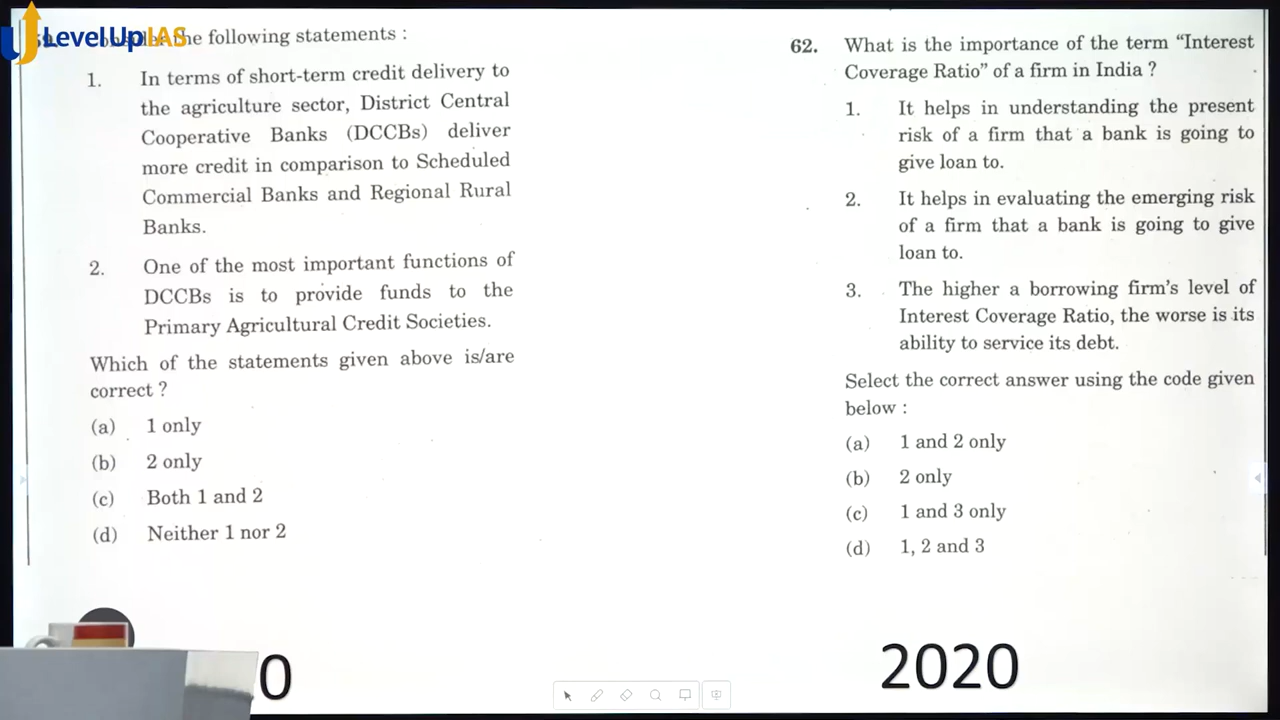 LevelUpIAS
the following statements :
1. In terms of short-term credit delivery to
the agriculture sector, District Central
Cooperative Banks (DCCBs) deliver
more credit in comparison to Scheduled
Commercial Banks and Regional Rural
Banks.
2. One of the most important functions of
DCCBs is to provide funds to the
Primary Agricultural Credit Societies.
Which of the statements given above is/are
correct ?
(a) 1 only
(b) 2 only
(c) Both 1 and 2
(d) Neither 1 nor 2
0
62. What is the importance of the term “Interest
Coverage Ratio” of a firm in India ?
1. It helps in understanding the present
risk of a firm that a bank is going to
give loan to.
2. It helps in evaluating the emerging risk
of a firm that a bank is going to give
loan to.
3. The higher a borrowing firm’s level of
Interest Coverage Ratio, the worse is its
ability to service its debt.
Select the correct answer using the code given
below :
(a) 1 and 2 only
(b) 2 only
(c) 1 and 3 only
(d) 1, 2 and 3
2020